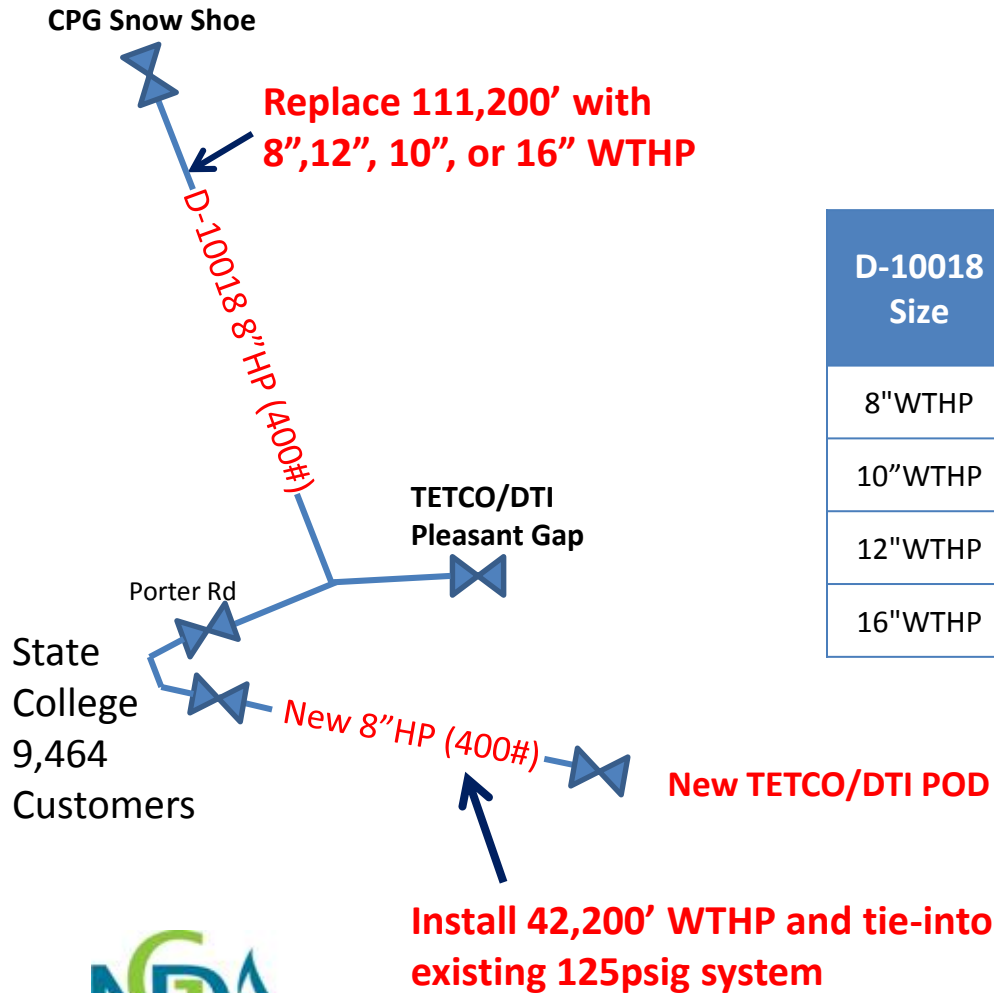 CPG Snow Shoe
Replace 111,200’ with
8”,12”, 10”, or 16” WTHP
D-10018 8”HP (400#)
D-10018
Size
8"WTHP
10”WTHP
12"WTHP
16"WTHP
TETCO/DTI
Pleasant Gap
Porter Rd
State
College
9,464
Customers
New 8”HP (400#)
New TETCO/DTI POD
Install 42,200’ WTHP and tie-into
existing 125psig system